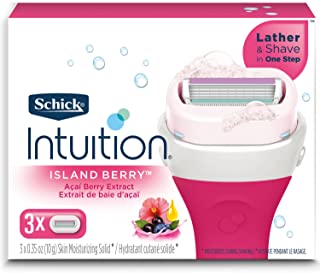 Lather
& Shave
in One
Step
Schick
Intuition®
ISLAND BERRY™
Açaí Berry Extract
Extrait de baie d'açaï
3X
3 x 0.35 oz (10g) Skin Moisturizing Solid* / Hydratant cutané solide*